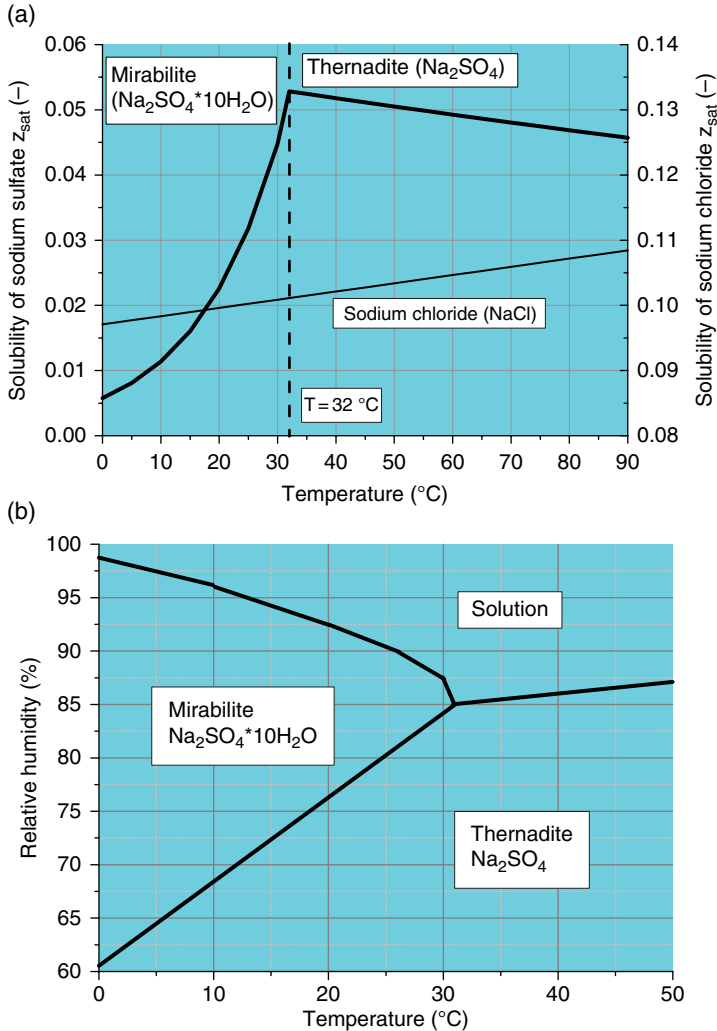 (a)
Solubility of sodium sulfate z_sat (–)
0.06
0.05
0.04
0.03
0.02
0.01
0.00
Mirabilite
(Na₂SO₄*10H₂O)
Thernadite (Na₂SO₄)
Sodium chloride (NaCl)
T = 32 °C
0.14
0.13
0.12
0.11
0.10
0.09
0.08
Solubility of sodium chloride z_sat (–)
0 10 20 30 40 50 60 70 80 90
Temperature (°C)
(b)
Relative humidity (%)
100
95
90
85
80
75
70
65
60
Solution
Mirabilite
Na₂SO₄*10H₂O
Thernadite
Na₂SO₄
0 10 20 30 40 50
Temperature (°C)